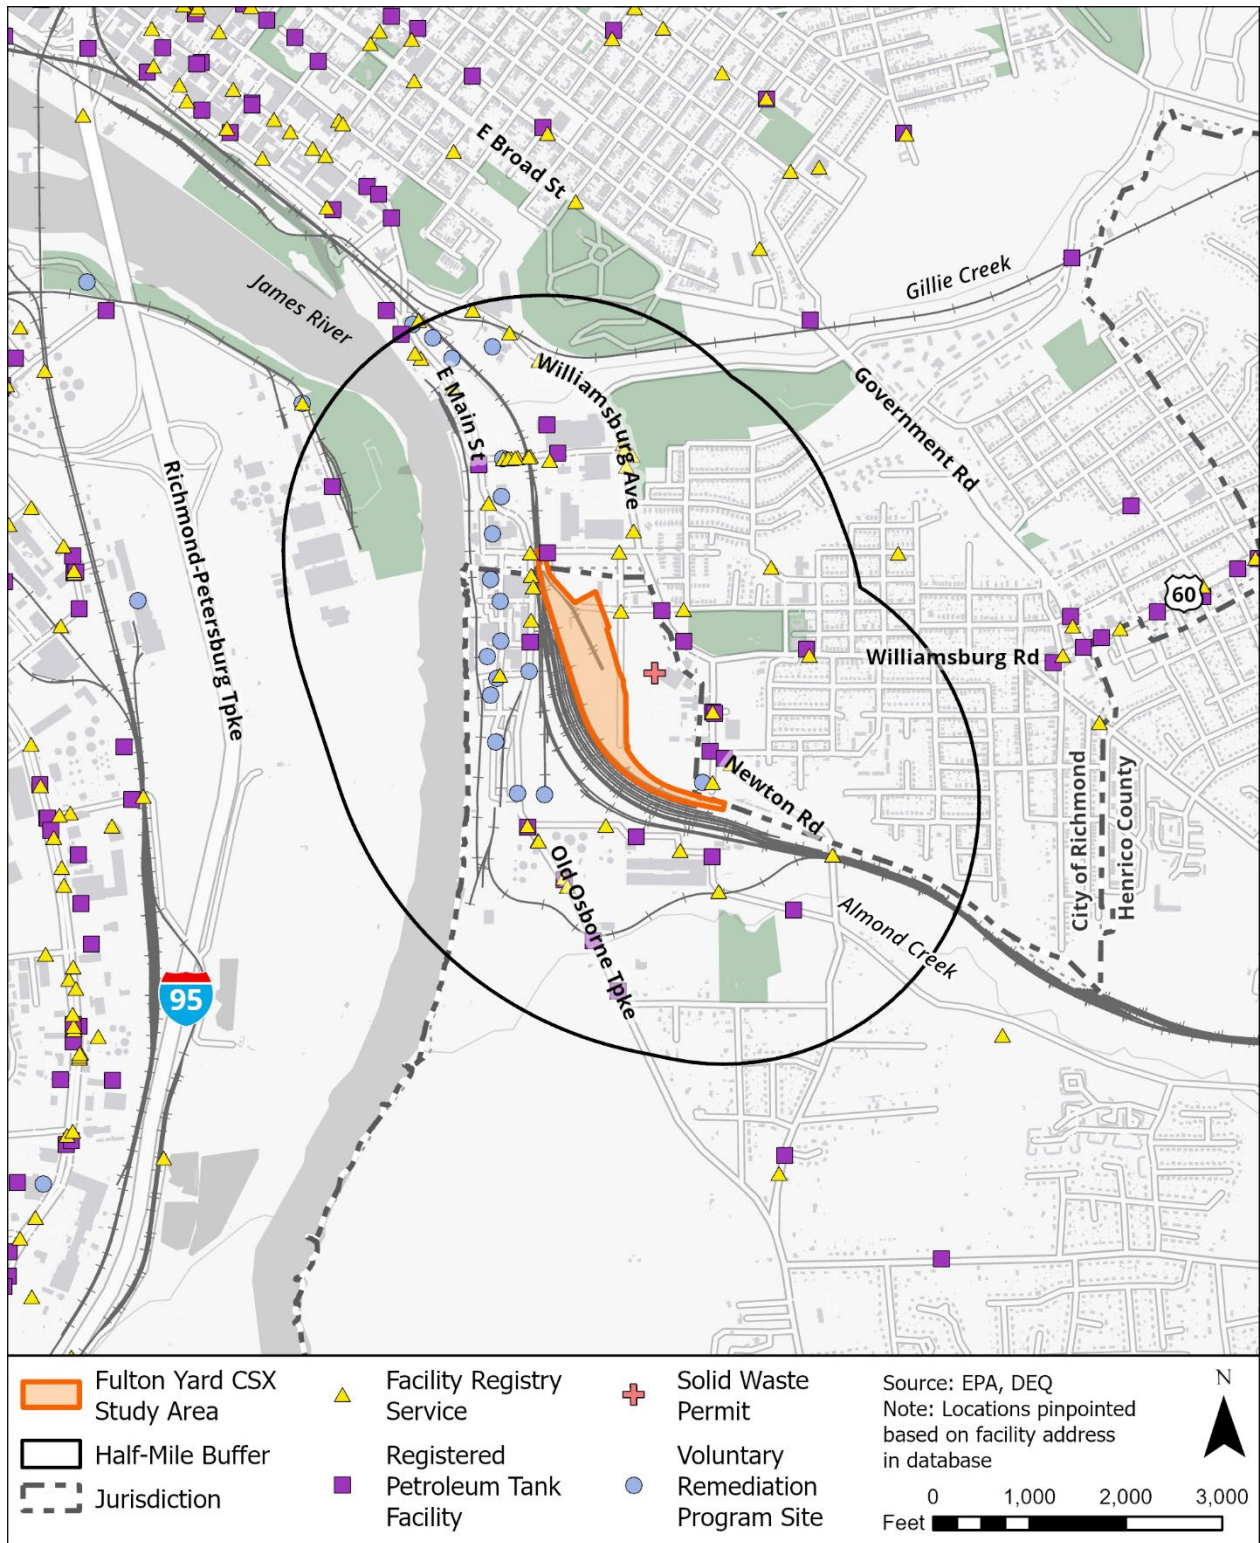 E Broad St
James River
Gillie Creek
E Main St
Williamsburg Ave
Government Rd
Richmond-Petersburg Tpke
60
Williamsburg Rd
Newton Rd
City of Richmond
Henrico County
Old Osborne Tpke
Almond Creek
95
Fulton Yard CSX
Study Area
Half-Mile Buffer
Jurisdiction
Facility Registry
Service
Registered
Petroleum Tank
Facility
Solid Waste
Permit
Voluntary
Remediation
Program Site
Source: EPA, DEQ
Note: Locations pinpointed
based on facility address
in database
N
0 1,000 2,000 3,000
Feet